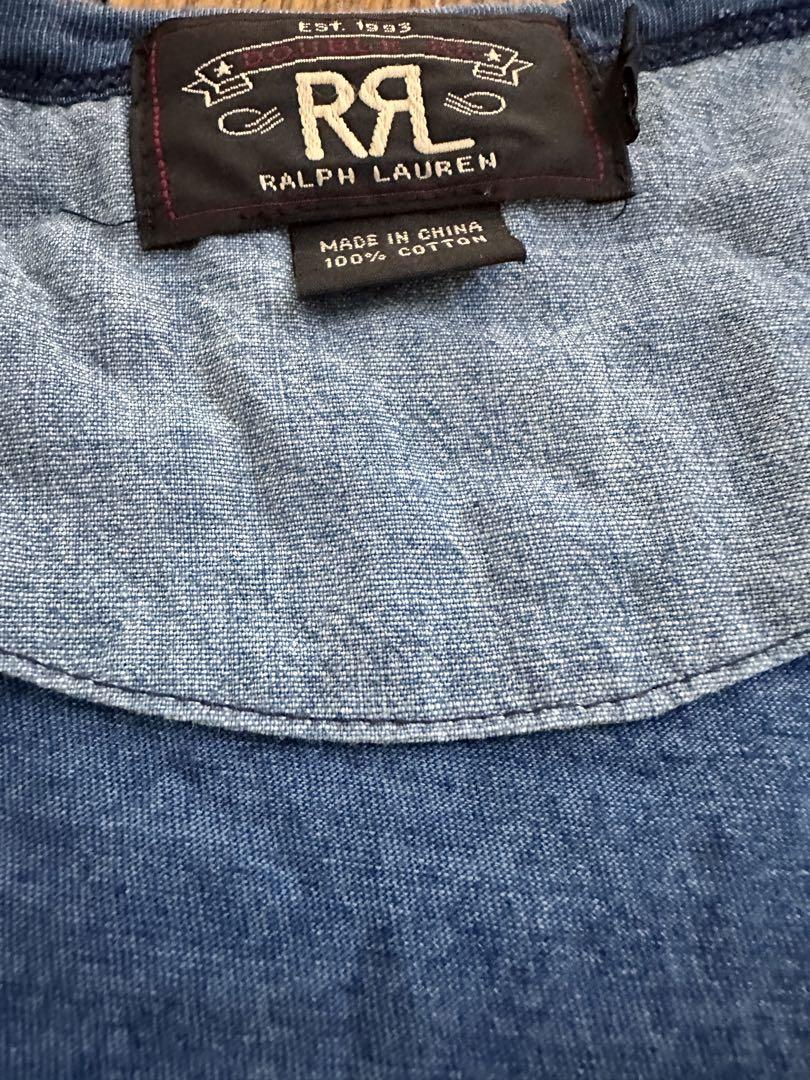 EST. 1993
DOUBLE RL
RRL
RALPH LAUREN
MADE IN CHINA
100% COTTON